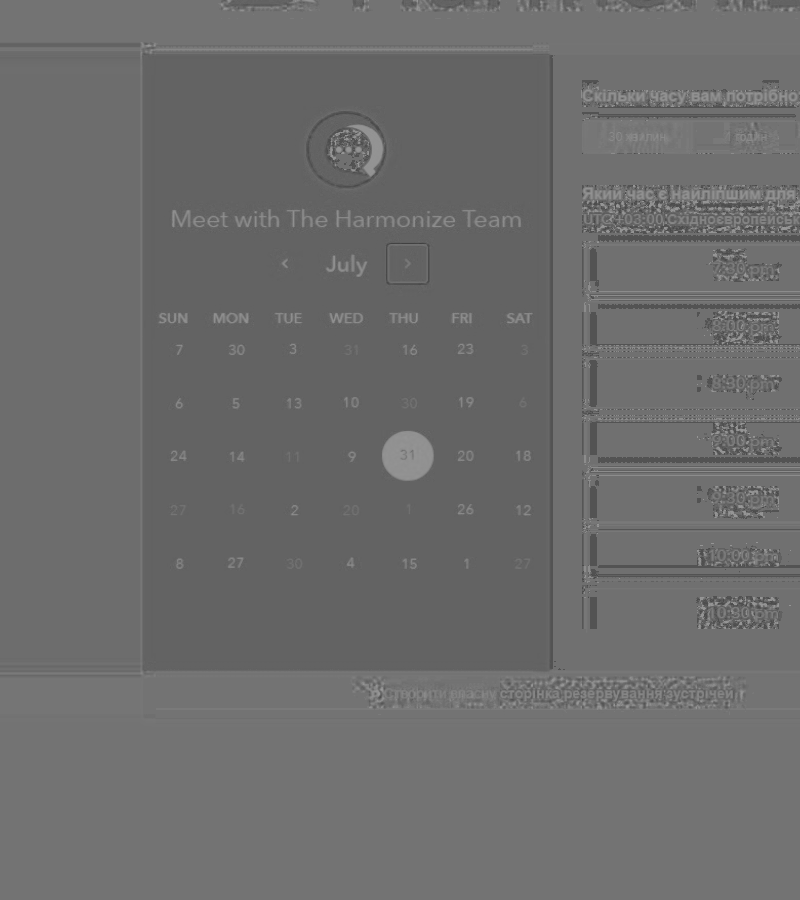 Meet with The Harmonize Team
July
SUN MON TUE WED THU FRI SAT
7 30 3 31 16 23 3
6 5 13 10 30 19 6
24 14 11 9 31 20 18
27 16 2 20 1 26 12
8 27 30 4 15 1 27
Скільки часу вам потрібно
30 хвилин
Який час є найліпшим для
UTC +03:00 Східноєвропейськ
7:30 pm
8:00 pm
8:30 pm
9:00 pm
9:30 pm
10:00 pm
10:30 pm
Створити власну сторінка резервування зустрічей